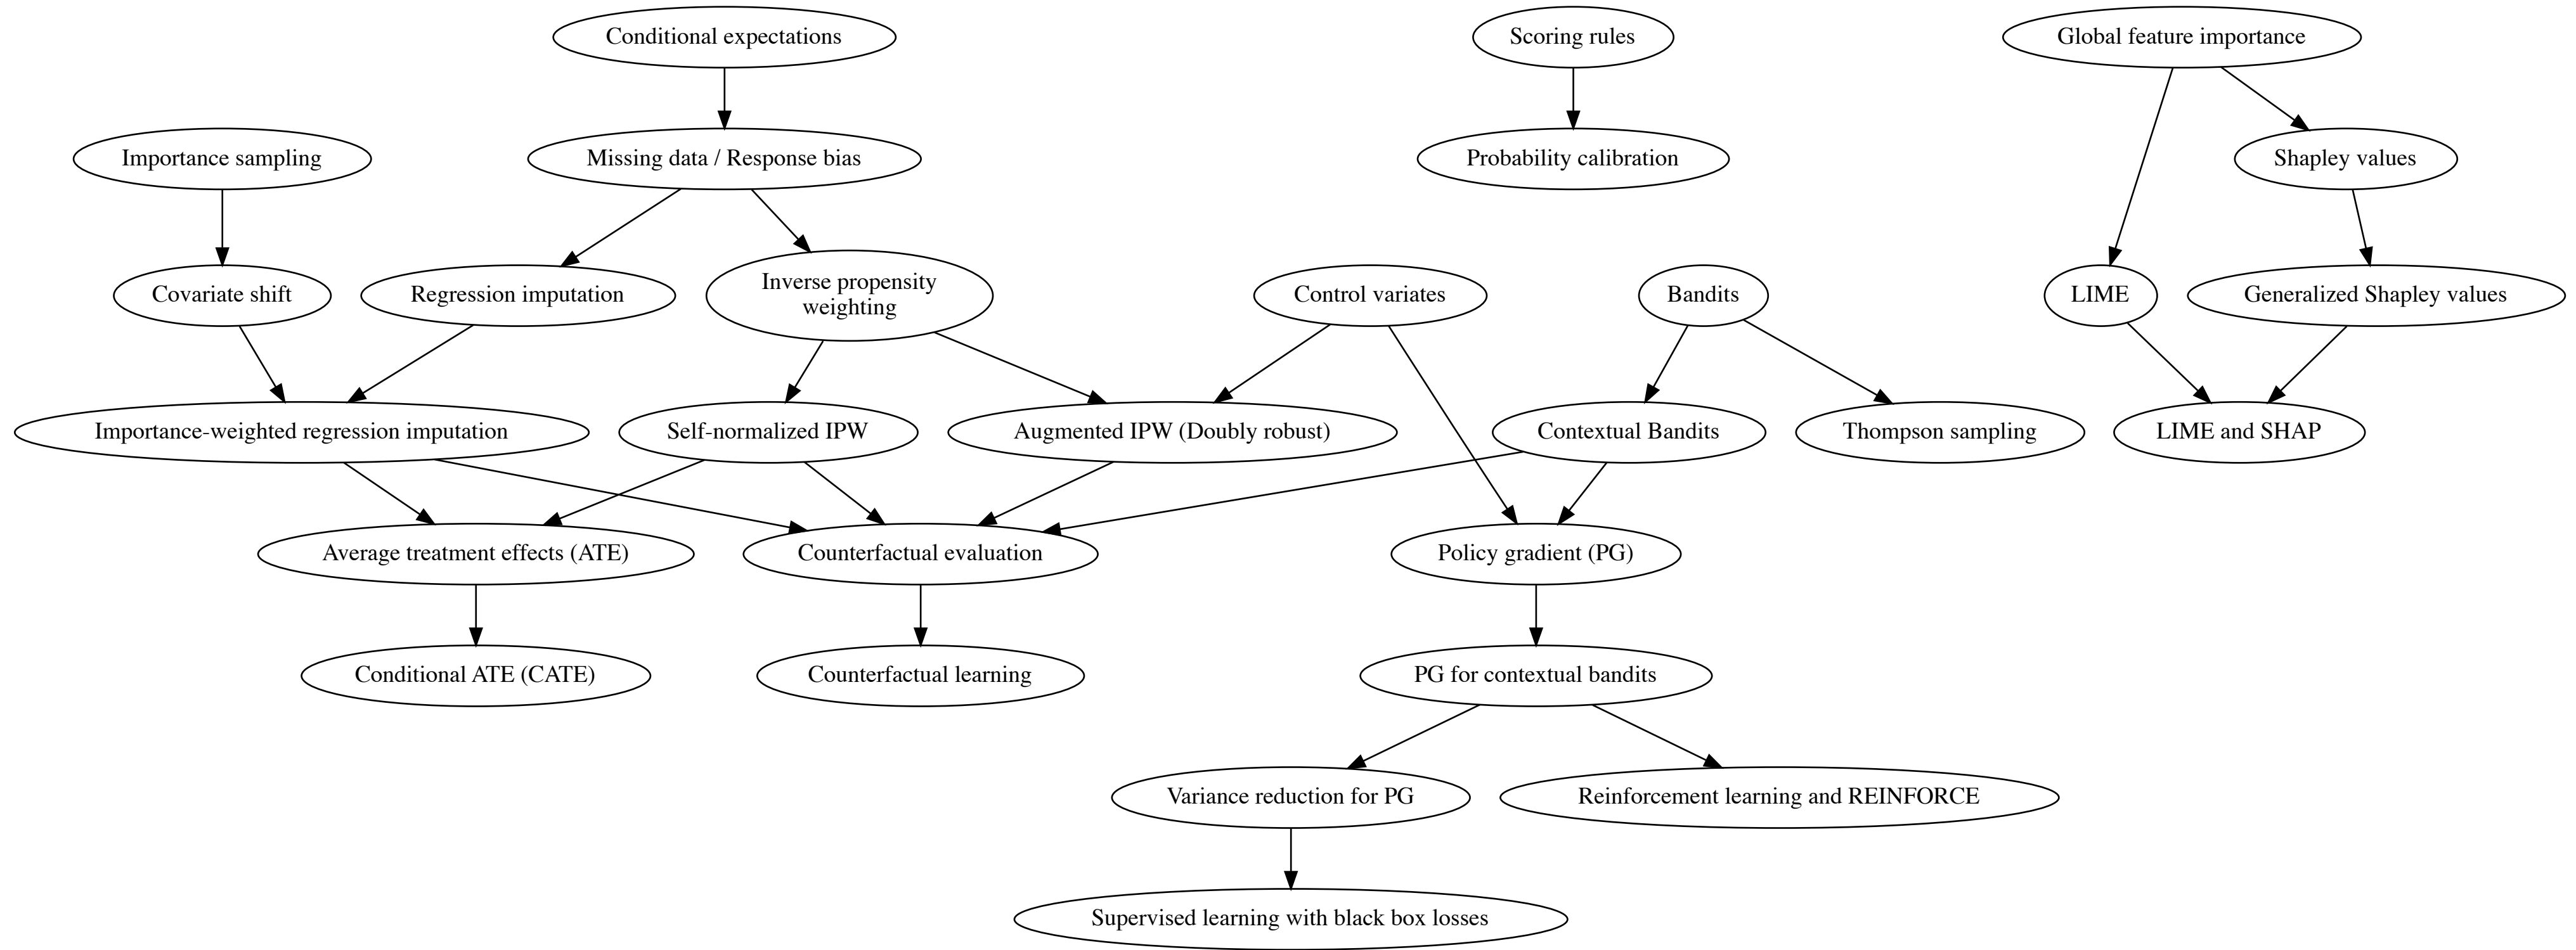 Conditional expectations
Scoring rules
Global feature importance
Importance sampling
Missing data / Response bias
Probability calibration
Shapley values
Covariate shift
Regression imputation
Inverse propensity
weighting
Control variates
Bandits
LIME
Generalized Shapley values
Importance-weighted regression imputation
Self-normalized IPW
Augmented IPW (Doubly robust)
Contextual Bandits
Thompson sampling
LIME and SHAP
Average treatment effects (ATE)
Counterfactual evaluation
Policy gradient (PG)
Conditional ATE (CATE)
Counterfactual learning
PG for contextual bandits
Variance reduction for PG
Reinforcement learning and REINFORCE
Supervised learning with black box losses